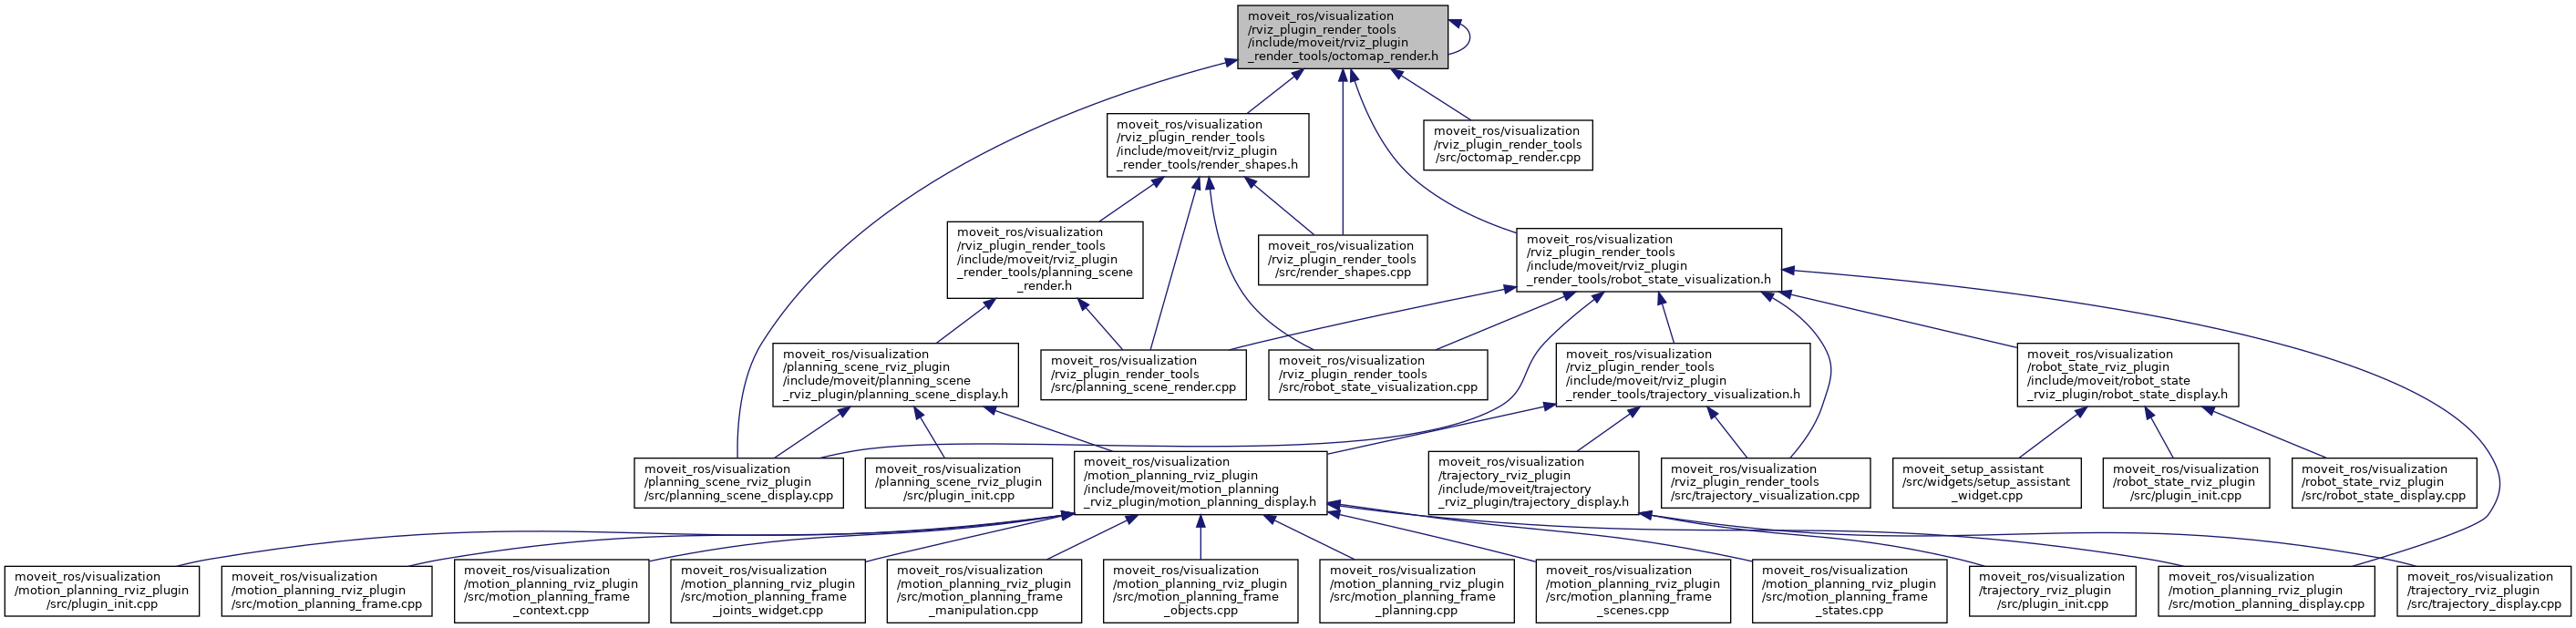 moveit_ros/visualization
/rviz_plugin_render_tools
/include/moveit/rviz_plugin
_render_tools/octomap_render.h
moveit_ros/visualization
/rviz_plugin_render_tools
/include/moveit/rviz_plugin
_render_tools/render_shapes.h
moveit_ros/visualization
/rviz_plugin_render_tools
/src/octomap_render.cpp
moveit_ros/visualization
/rviz_plugin_render_tools
/include/moveit/rviz_plugin
_render_tools/planning_scene
_render.h
moveit_ros/visualization
/rviz_plugin_render_tools
/src/render_shapes.cpp
moveit_ros/visualization
/rviz_plugin_render_tools
/include/moveit/rviz_plugin
_render_tools/robot_state_visualization.h
moveit_ros/visualization
/planning_scene_rviz_plugin
/include/moveit/planning_scene
_rviz_plugin/planning_scene_display.h
moveit_ros/visualization
/rviz_plugin_render_tools
/src/planning_scene_render.cpp
moveit_ros/visualization
/rviz_plugin_render_tools
/src/robot_state_visualization.cpp
moveit_ros/visualization
/rviz_plugin_render_tools
/include/moveit/rviz_plugin
_render_tools/trajectory_visualization.h
moveit_ros/visualization
/robot_state_rviz_plugin
/include/moveit/robot_state
_rviz_plugin/robot_state_display.h
moveit_ros/visualization
/planning_scene_rviz_plugin
/src/planning_scene_display.cpp
moveit_ros/visualization
/planning_scene_rviz_plugin
/src/plugin_init.cpp
moveit_ros/visualization
/motion_planning_rviz_plugin
/include/moveit/motion_planning
_rviz_plugin/motion_planning_display.h
moveit_ros/visualization
/trajectory_rviz_plugin
/include/moveit/trajectory
_rviz_plugin/trajectory_display.h
moveit_ros/visualization
/rviz_plugin_render_tools
/src/trajectory_visualization.cpp
moveit_setup_assistant
/src/widgets/setup_assistant
_widget.cpp
moveit_ros/visualization
/robot_state_rviz_plugin
/src/plugin_init.cpp
moveit_ros/visualization
/robot_state_rviz_plugin
/src/robot_state_display.cpp
moveit_ros/visualization
/motion_planning_rviz_plugin
/src/plugin_init.cpp
moveit_ros/visualization
/motion_planning_rviz_plugin
/src/motion_planning_frame.cpp
moveit_ros/visualization
/motion_planning_rviz_plugin
/src/motion_planning_frame
_context.cpp
moveit_ros/visualization
/motion_planning_rviz_plugin
/src/motion_planning_frame
_joints_widget.cpp
moveit_ros/visualization
/motion_planning_rviz_plugin
/src/motion_planning_frame
_manipulation.cpp
moveit_ros/visualization
/motion_planning_rviz_plugin
/src/motion_planning_frame
_objects.cpp
moveit_ros/visualization
/motion_planning_rviz_plugin
/src/motion_planning_frame
_planning.cpp
moveit_ros/visualization
/motion_planning_rviz_plugin
/src/motion_planning_frame
_scenes.cpp
moveit_ros/visualization
/motion_planning_rviz_plugin
/src/motion_planning_frame
_states.cpp
moveit_ros/visualization
/trajectory_rviz_plugin
/src/plugin_init.cpp
moveit_ros/visualization
/motion_planning_rviz_plugin
/src/motion_planning_display.cpp
moveit_ros/visualization
/trajectory_rviz_plugin
/src/trajectory_display.cpp